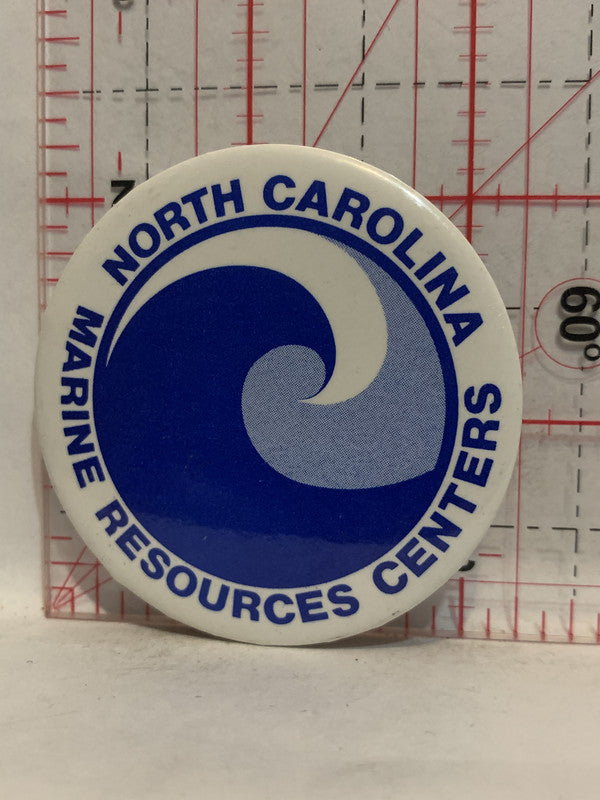 NORTH CAROLINA
MARINE RESOURCES CENTERS
60°